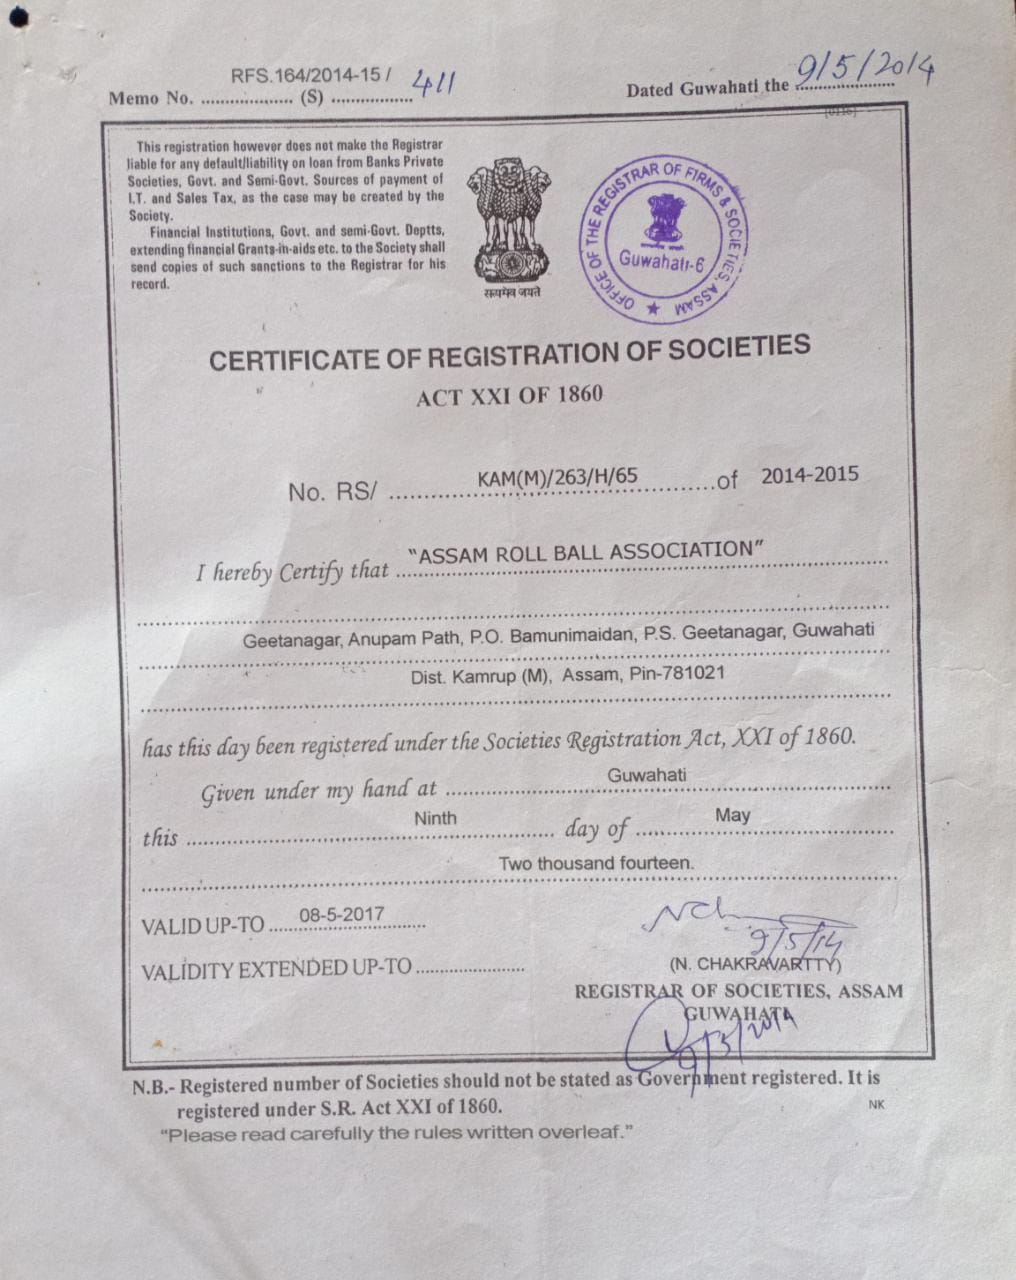 RFS.164/2014-15 / 411
Memo No. .................... (S) .................
Dated Guwahati the 9/5/2014
This registration however does not make the Registrar
liable for any default/liability on loan from Banks Private
Societies, Govt. and Semi-Govt. Sources of payment of
I.T. and Sales Tax, as the case may be created by the
Society.
Financial Institutions, Govt. and semi-Govt. Deptts,
extending financial Grants-in-aids etc. to the Society shall
send copies of such sanctions to the Registrar for his
record.
सत्यमेव जयते
OFFICE OF THE REGISTRAR OF FIRMS & SOCIETIES, ASSAM
Guwahati-6
CERTIFICATE OF REGISTRATION OF SOCIETIES
ACT XXI OF 1860
No. RS/ KAM(M)/263/H/65 of 2014-2015
I hereby Certify that "ASSAM ROLL BALL ASSOCIATION"
Geetanagar, Anupam Path, P.O. Bamunimaidan, P.S. Geetanagar, Guwahati
Dist. Kamrup (M), Assam, Pin-781021
has this day been registered under the Societies Registration Act, XXI of 1860.
Given under my hand at Guwahati
this Ninth day of May
Two thousand fourteen.
VALID UP-TO 08-5-2017
VALIDITY EXTENDED UP-TO ........................
9/5/14
(N. CHAKRAVARTTY)
REGISTRAR OF SOCIETIES, ASSAM
GUWAHATI
9/5/2014
N.B.- Registered number of Societies should not be stated as Government registered. It is
registered under S.R. Act XXI of 1860.
NK
"Please read carefully the rules written overleaf."